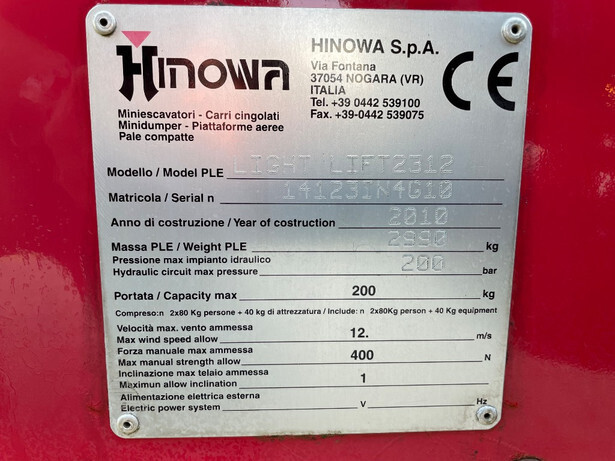 HINOWA
HINOWA S.p.A.
Via Fontana
37054 NOGARA (VR)
ITALIA
Tel. +39 0442 539100
Fax. +39-0442 539075
CE
Miniescavatori - Carri cingolati
Minidumper - Piattaforme aeree
Pale compatte
Modello / Model PLE LIGHT LIFT2312
Matricola / Serial n 14123IN4G10
Anno di costruzione / Year of costruction 2010
Massa PLE / Weight PLE 2990 kg
Pressione max impianto idraulico
Hydraulic circuit max pressure 200 bar
Portata / Capacity max 200 kg
Compreso:n 2x80 Kg persone + 40 kg di attrezzatura / Include: n 2x80Kg person + 40 Kg equipment
Velocità max. vento ammessa
Max wind speed allow 12. m/s
Forza manuale max ammessa
Max manual strength allow 400 N
Inclinazione max telaio ammessa
Maximun allow inclination 1
Alimentazione elettrica esterna
Electric power system V Hz